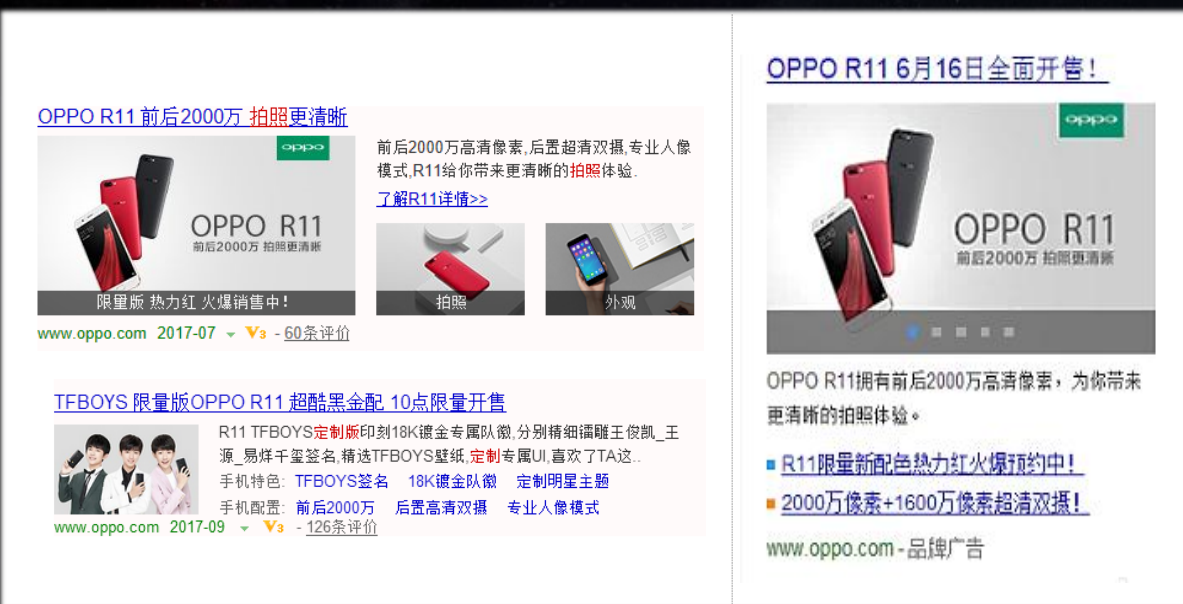 OPPO R11 前后2000万 拍照更清晰
oppo
OPPO R11
前后2000万 拍照更清晰
限量版 热力红 火爆销售中!
前后2000万高清像素,后置超清双摄,专业人像
模式,R11给你带来更清晰的拍照体验.
了解R11详情>>
拍照
外观
www.oppo.com 2017-07 V3 - 60条评价
TFBOYS 限量版OPPO R11 超酷黑金配 10点限量开售
R11 TFBOYS定制版印刻18K镀金专属队徽,分别精细镭雕王俊凯_王
源_易烊千玺签名,精选TFBOYS壁纸,定制专属UI,喜欢了TA这..
手机特色: TFBOYS签名 18K镀金队徽 定制明星主题
手机配置: 前后2000万 后置高清双摄 专业人像模式
www.oppo.com 2017-09 V3 - 126条评价
OPPO R11 6月16日全面开售!
oppo
OPPO R11
前后2000万 拍照更清晰
OPPO R11拥有前后2000万高清像素，为你带来
更清晰的拍照体验。
R11限量新配色热力红火爆预约中!
2000万像素+1600万像素超清双摄!
www.oppo.com - 品牌广告